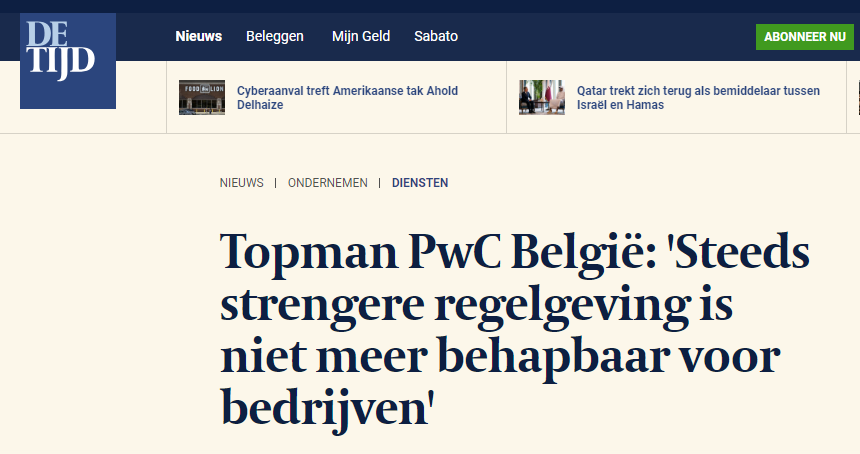 DE
TIJD
Nieuws Beleggen Mijn Geld Sabato
ABONNEER NU
FOOD LION
Cyberaanval treft Amerikaanse tak Ahold
Delhaize
Qatar trekt zich terug als bemiddelaar tussen
Israël en Hamas
NIEUWS | ONDERNEMEN | DIENSTEN
Topman PwC België: 'Steeds
strengere regelgeving is
niet meer behapbaar voor
bedrijven'